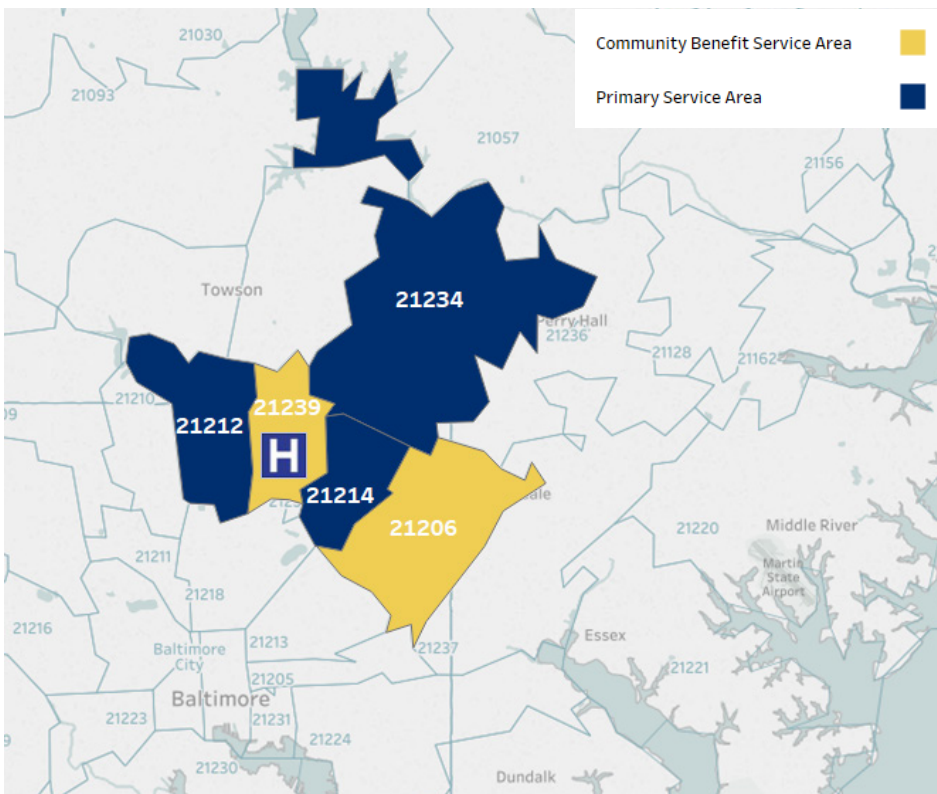 Community Benefit Service Area
Primary Service Area
21030
21093
21057
21156
Towson
21234
Perry Hall
21236
21128
21162
21210
21239
21212
H
21214
21206
21220
Middle River
Martin
State
Airport
21211
21218
21216
21213
Baltimore
City
21237
Essex
21205
21221
Baltimore
21223
21231
21224
21230
Dundalk